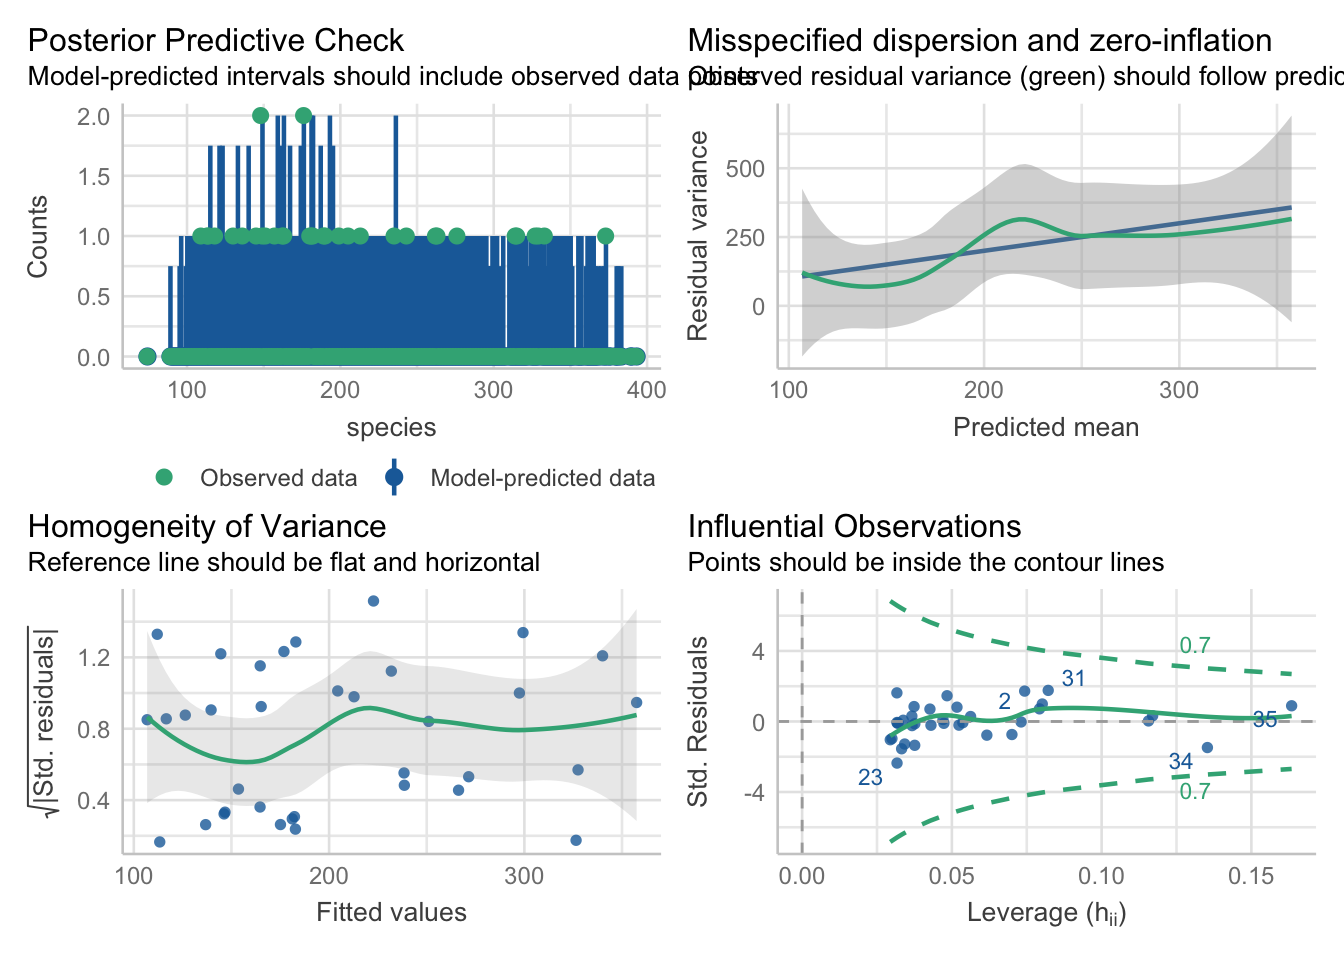 Posterior Predictive Check
Model-predicted intervals should include observed data points
2.0
1.5
1.0
0.5
0.0
Counts
100 200 300 400
species
Observed data Model-predicted data
Misspecified dispersion and zero-inflation
Observed residual variance (green) should follow predic
500
250
0
Residual variance
100 200 300
Predicted mean
Homogeneity of Variance
Reference line should be flat and horizontal
1.2
0.8
0.4
√|Std. residuals|
100 200 300
Fitted values
Influential Observations
Points should be inside the contour lines
4
0
-4
Std. Residuals
0.7
31
2
35
34
23
0.7
0.00 0.05 0.10 0.15
Leverage (hii)